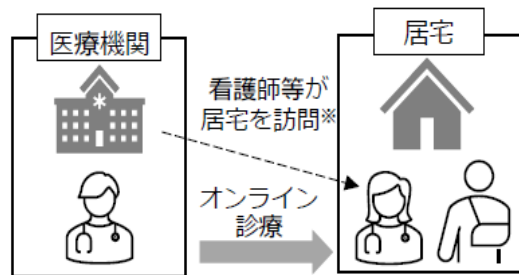 医療機関
居宅
看護師等が
居宅を訪問※
オンライン
診療